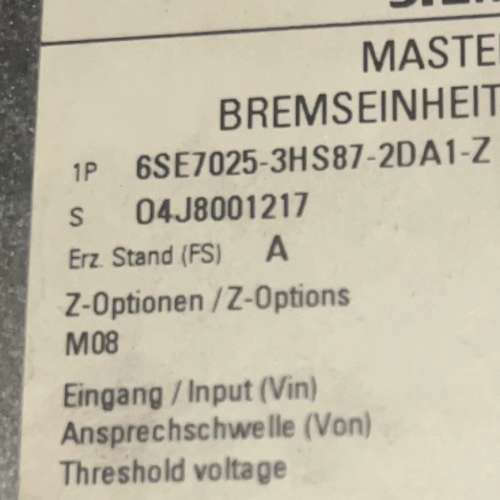 MASTE
BREMSEINHEIT
1P 6SE7025-3HS87-2DA1-Z
S 04J8001217
Erz. Stand (FS) A
Z-Optionen / Z-Options
M08
Eingang / Input (Vin)
Ansprechschwelle (Von)
Threshold voltage